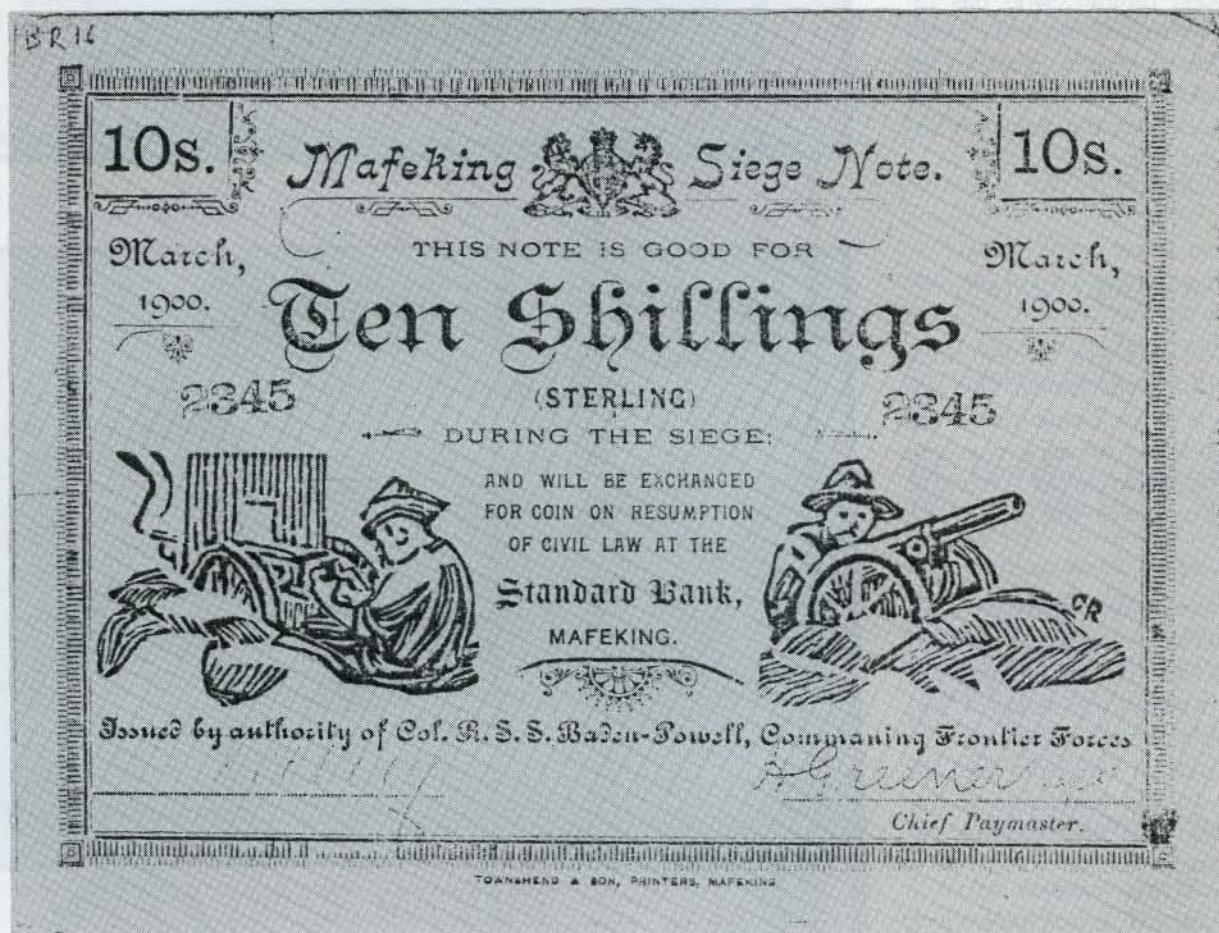 BR 16
10s. Mafeking Siege Note. 10s.
March, THIS NOTE IS GOOD FOR March,
1900. Ten Shillings 1900.
2345 (STERLING) 2345
DURING THE SIEGE;
AND WILL BE EXCHANGED
FOR COIN ON RESUMPTION
OF CIVIL LAW AT THE
Standard Bank,
MAFEKING.
CR
Issued by authority of Col. R. S. S. Baden-Powell, Commaning Frontier Forces
A Greener
Chief Paymaster.
TOWNSHEND & SON, PRINTERS, MAFEKING